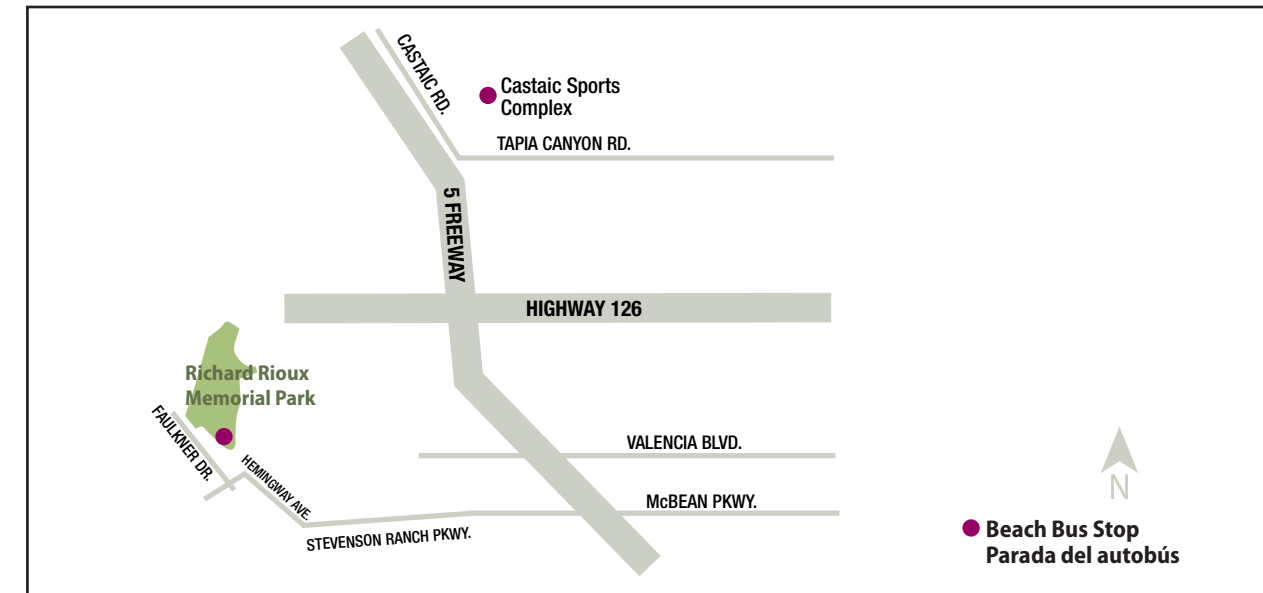 CASTAIC RD.
Castaic Sports
Complex
TAPIA CANYON RD.
5 FREEWAY
HIGHWAY 126
Richard Rioux
Memorial Park
FAULKNER DR.
HEMINGWAY AVE.
VALENCIA BLVD.
McBEAN PKWY.
STEVENSON RANCH PKWY.
N
Beach Bus Stop
Parada del autobús